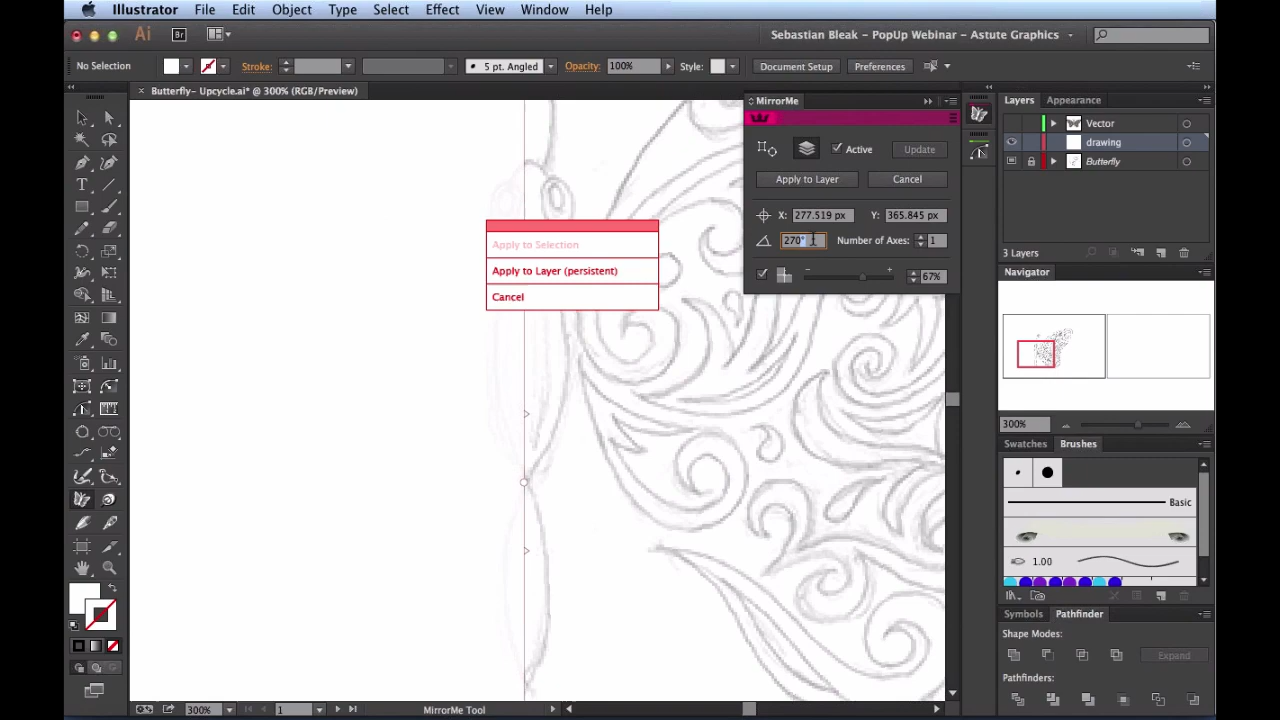 Illustrator File Edit Object Type Select Effect View Window Help
Ai Br Sebastian Bleak – PopUp Webinar – Astute Graphics
No Selection Stroke: 5 pt. Angled Opacity: 100% Style: Document Setup Preferences
Butterfly- Upcycle.ai* @ 300% (RGB/Preview)
MirrorMe
Active Update
Apply to Layer Cancel
X: 277.519 px Y: 365.845 px
270° Number of Axes: 1
67%
Apply to Selection
Apply to Layer (persistent)
Cancel
Layers Appearance
Vector
drawing
Butterfly
3 Layers
Navigator
300%
Swatches Brushes
Basic
1.00
Symbols Pathfinder
Shape Modes:
Expand
Pathfinders:
300% 1 MirrorMe Tool